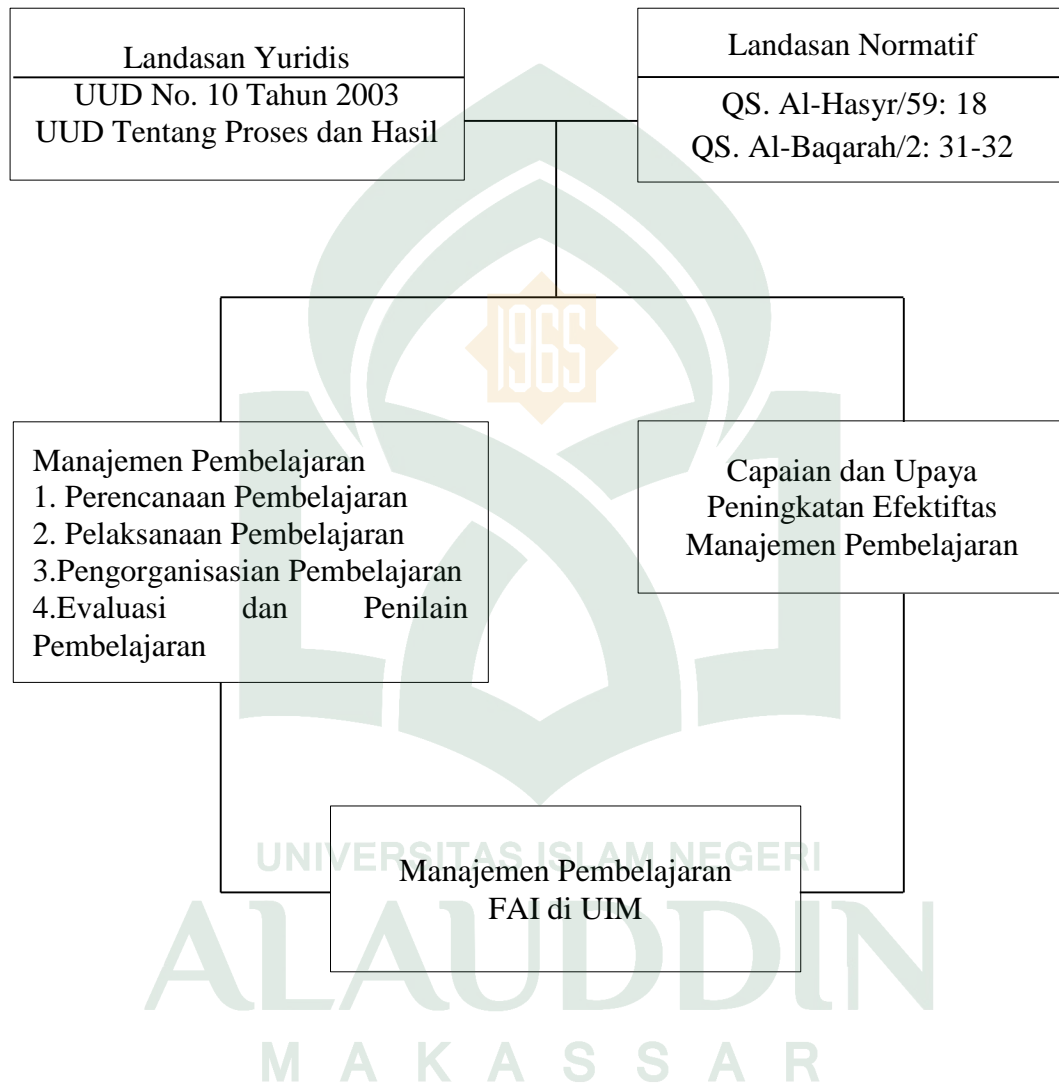 Landasan Yuridis
UUD No. 10 Tahun 2003
UUD Tentang Proses dan Hasil
Landasan Normatif
QS. Al-Hasyr/59: 18
QS. Al-Baqarah/2: 31-32
1965
Manajemen Pembelajaran
1. Perencanaan Pembelajaran
2. Pelaksanaan Pembelajaran
3.Pengorganisasian Pembelajaran
4.Evaluasi dan Penilain
Pembelajaran
Capaian dan Upaya
Peningkatan Efektiftas
Manajemen Pembelajaran
Manajemen Pembelajaran
FAI di UIM
UNIVERSITAS ISLAM NEGERI
ALAUDDIN
MAKASSAR